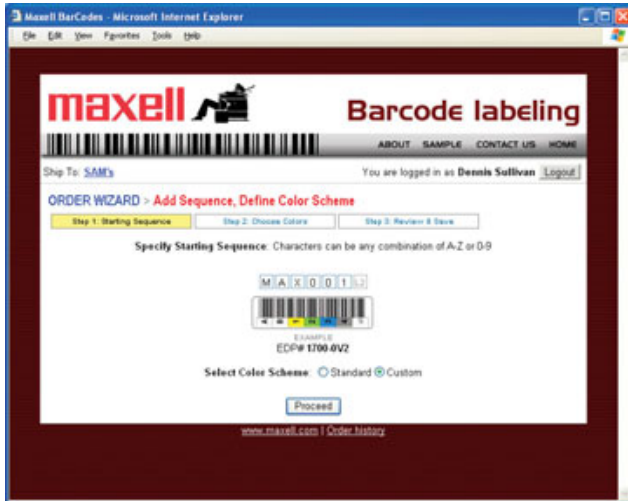 Maxell BarCodes - Microsoft Internet Explorer
File Edit View Favorites Tools Help
maxell
Barcode labeling
ABOUT SAMPLE CONTACT US HOME
Ship To: SAM's
You are logged in as Dennis Sullivan Logout
ORDER WIZARD > Add Sequence, Define Color Scheme
Step 1: Starting Sequence Step 2: Choose Colors Step 3: Review & Save
Specify Starting Sequence: Characters can be any combination of A-Z or 0-9
M A X 0 0 1 L2
EXAMPLE
EDP# 1700-0V2
Select Color Scheme: Standard Custom
Proceed
www.maxell.com | Order history